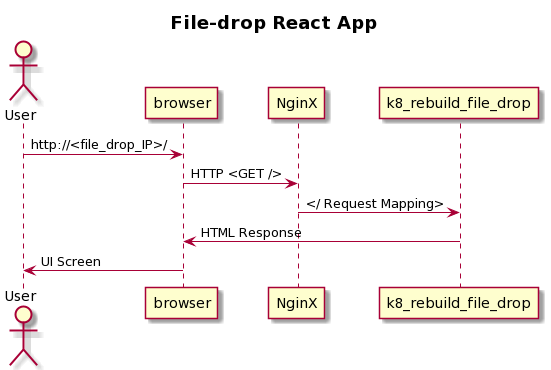 File-drop React App
User
browser
NginX
k8_rebuild_file_drop
http://<file_drop_IP>/
HTTP <GET />
</ Request Mapping>
HTML Response
UI Screen
User
browser
NginX
k8_rebuild_file_drop